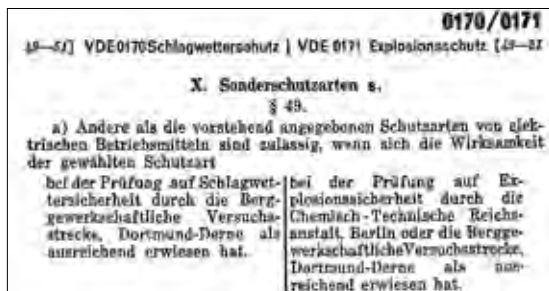 0170/0171
49—51] VDE 0170 Schlagwetterschutz | VDE 0171 Explosionsschutz [49—51
X. Sonderschutzarten s.
§ 49.
a) Andere als die vorstehend angegebenen Schutzarten von elek-
trischen Betriebsmitteln sind zulässig, wenn sich die Wirksamkeit
der gewählten Schutzart
bei der Prüfung auf Schlagwet-
tersicherheit durch die Berg-
gewerkschaftliche Versuchs-
strecke, Dortmund-Derne als
ausreichend erwiesen hat.
bei der Prüfung auf Ex-
plosionssicherheit durch die
Chemisch-Technische Reichs-
anstalt, Berlin oder die Bergge-
werkschaftliche Versuchsstrecke,
Dortmund-Derne als aus-
reichend erwiesen hat.